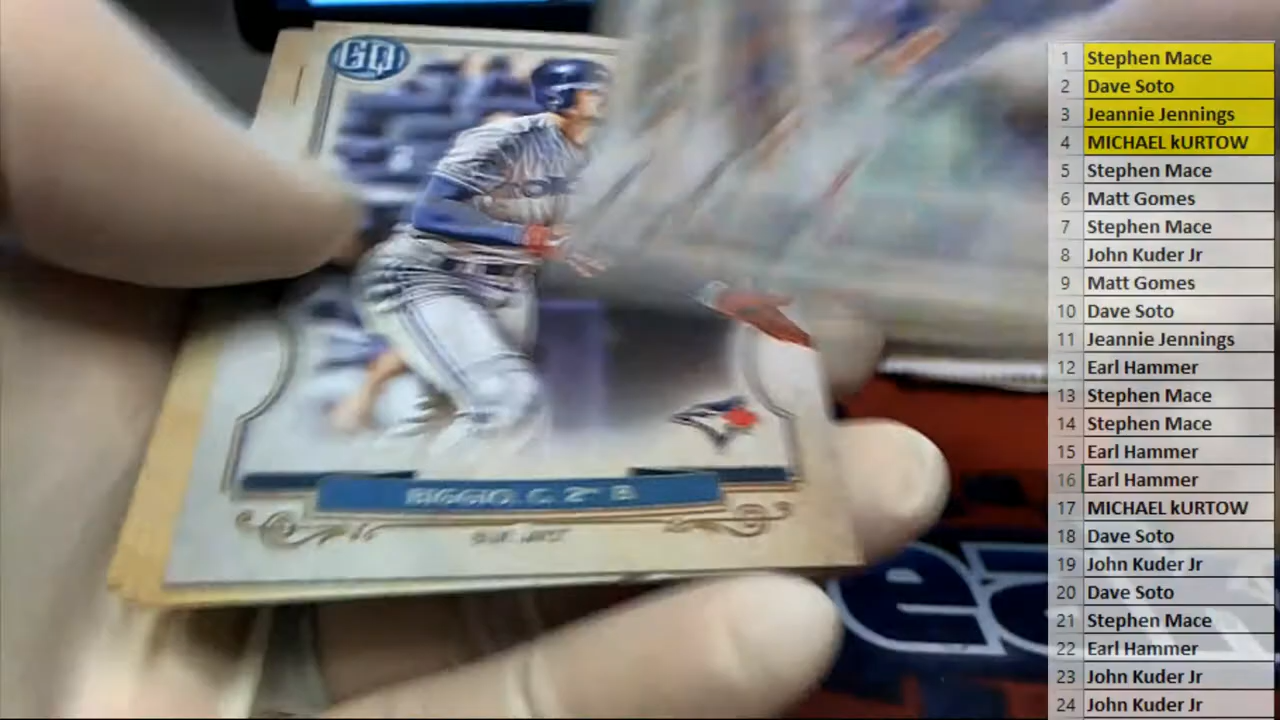 GQ
BIGGIO, C. 2ND B
BLUE JAYS
1 Stephen Mace
2 Dave Soto
3 Jeannie Jennings
4 MICHAEL kURTOW
5 Stephen Mace
6 Matt Gomes
7 Stephen Mace
8 John Kuder Jr
9 Matt Gomes
10 Dave Soto
11 Jeannie Jennings
12 Earl Hammer
13 Stephen Mace
14 Stephen Mace
15 Earl Hammer
16 Earl Hammer
17 MICHAEL kURTOW
18 Dave Soto
19 John Kuder Jr
20 Dave Soto
21 Stephen Mace
22 Earl Hammer
23 John Kuder Jr
24 John Kuder Jr